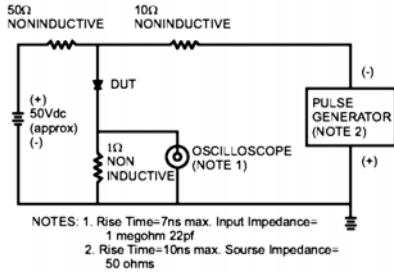 50Ω
NONINDUCTIVE
10Ω
NONINDUCTIVE
(+)
50Vdc
(approx)
(-)
DUT
1Ω
NON
INDUCTIVE
OSCILLOSCOPE
(NOTE 1)
(-)
PULSE
GENERATOR
(NOTE 2)
(+)
NOTES: 1. Rise Time=7ns max. Input Impedance=
1 megohm 22pf
2. Rise Time=10ns max. Sourse Impedance=
50 ohms